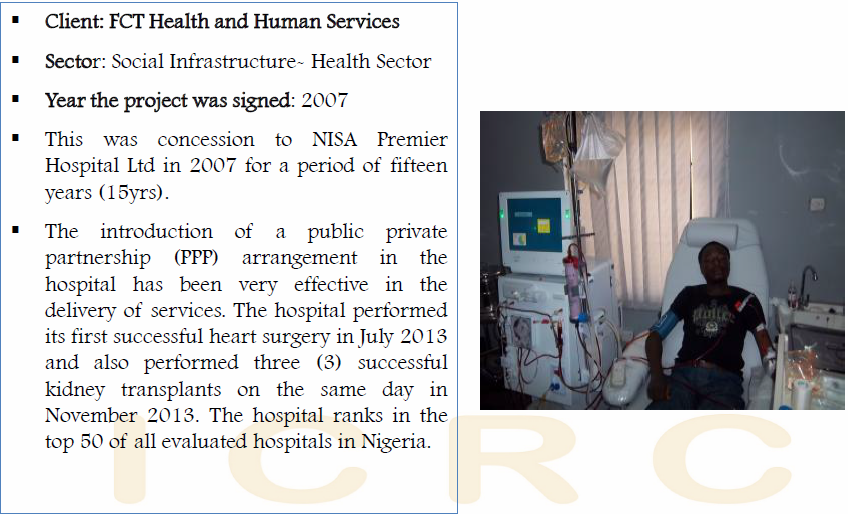 ▪ Client: FCT Health and Human Services
▪ Sector: Social Infrastructure- Health Sector
▪ Year the project was signed: 2007
▪ This was concession to NISA Premier
Hospital Ltd in 2007 for a period of fifteen
years (15yrs).
▪ The introduction of a public private
partnership (PPP) arrangement in the
hospital has been very effective in the
delivery of services. The hospital performed
its first successful heart surgery in July 2013
and also performed three (3) successful
kidney transplants on the same day in
November 2013. The hospital ranks in the
top 50 of all evaluated hospitals in Nigeria.
ICRC